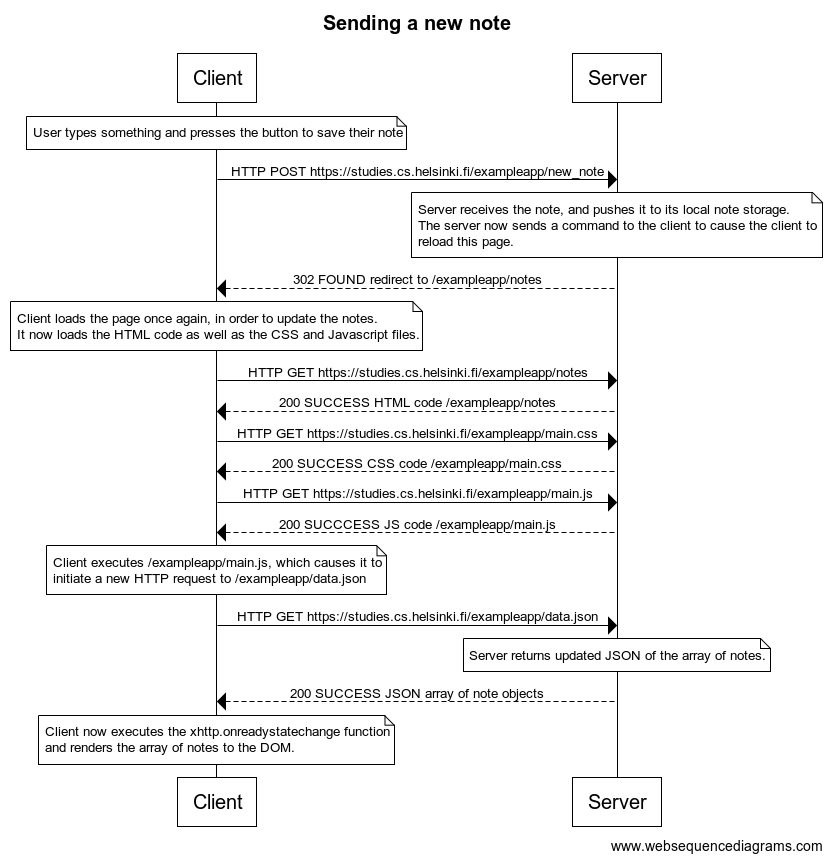 Sending a new note
Client
Server
User types something and presses the button to save their note
HTTP POST https://studies.cs.helsinki.fi/exampleapp/new_note
Server receives the note, and pushes it to its local note storage.
The server now sends a command to the client to cause the client to
reload this page.
302 FOUND redirect to /exampleapp/notes
Client loads the page once again, in order to update the notes.
It now loads the HTML code as well as the CSS and Javascript files.
HTTP GET https://studies.cs.helsinki.fi/exampleapp/notes
200 SUCCESS HTML code /exampleapp/notes
HTTP GET https://studies.cs.helsinki.fi/exampleapp/main.css
200 SUCCESS CSS code /exampleapp/main.css
HTTP GET https://studies.cs.helsinki.fi/exampleapp/main.js
200 SUCCCESS JS code /exampleapp/main.js
Client executes /exampleapp/main.js, which causes it to
initiate a new HTTP request to /exampleapp/data.json
HTTP GET https://studies.cs.helsinki.fi/exampleapp/data.json
Server returns updated JSON of the array of notes.
200 SUCCESS JSON array of note objects
Client now executes the xhttp.onreadystatechange function
and renders the array of notes to the DOM.
Client
Server
www.websequencediagrams.com